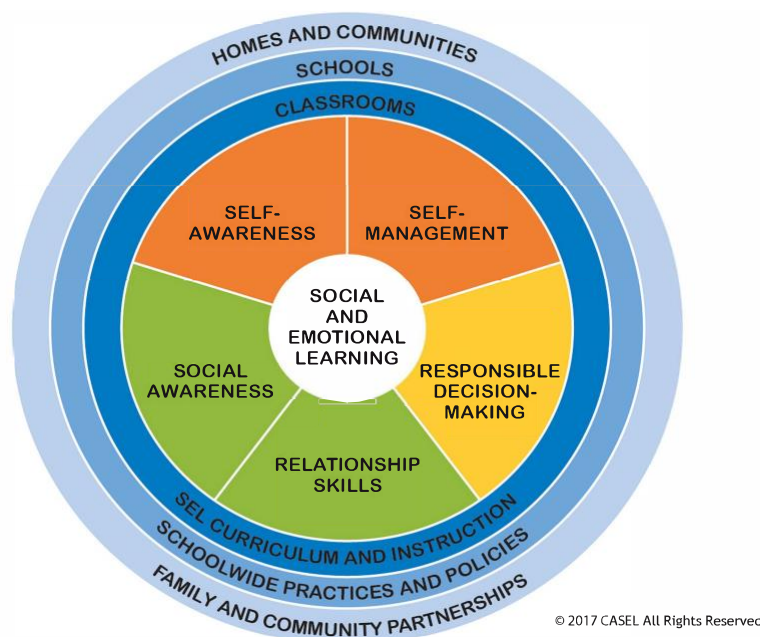 HOMES AND COMMUNITIES
SCHOOLS
CLASSROOMS
SELF-
AWARENESS
SELF-
MANAGEMENT
SOCIAL
AND
EMOTIONAL
LEARNING
SOCIAL
AWARENESS
RESPONSIBLE
DECISION-
MAKING
RELATIONSHIP
SKILLS
SEL CURRICULUM AND INSTRUCTION
SCHOOLWIDE PRACTICES AND POLICIES
FAMILY AND COMMUNITY PARTNERSHIPS
© 2017 CASEL All Rights Reserved